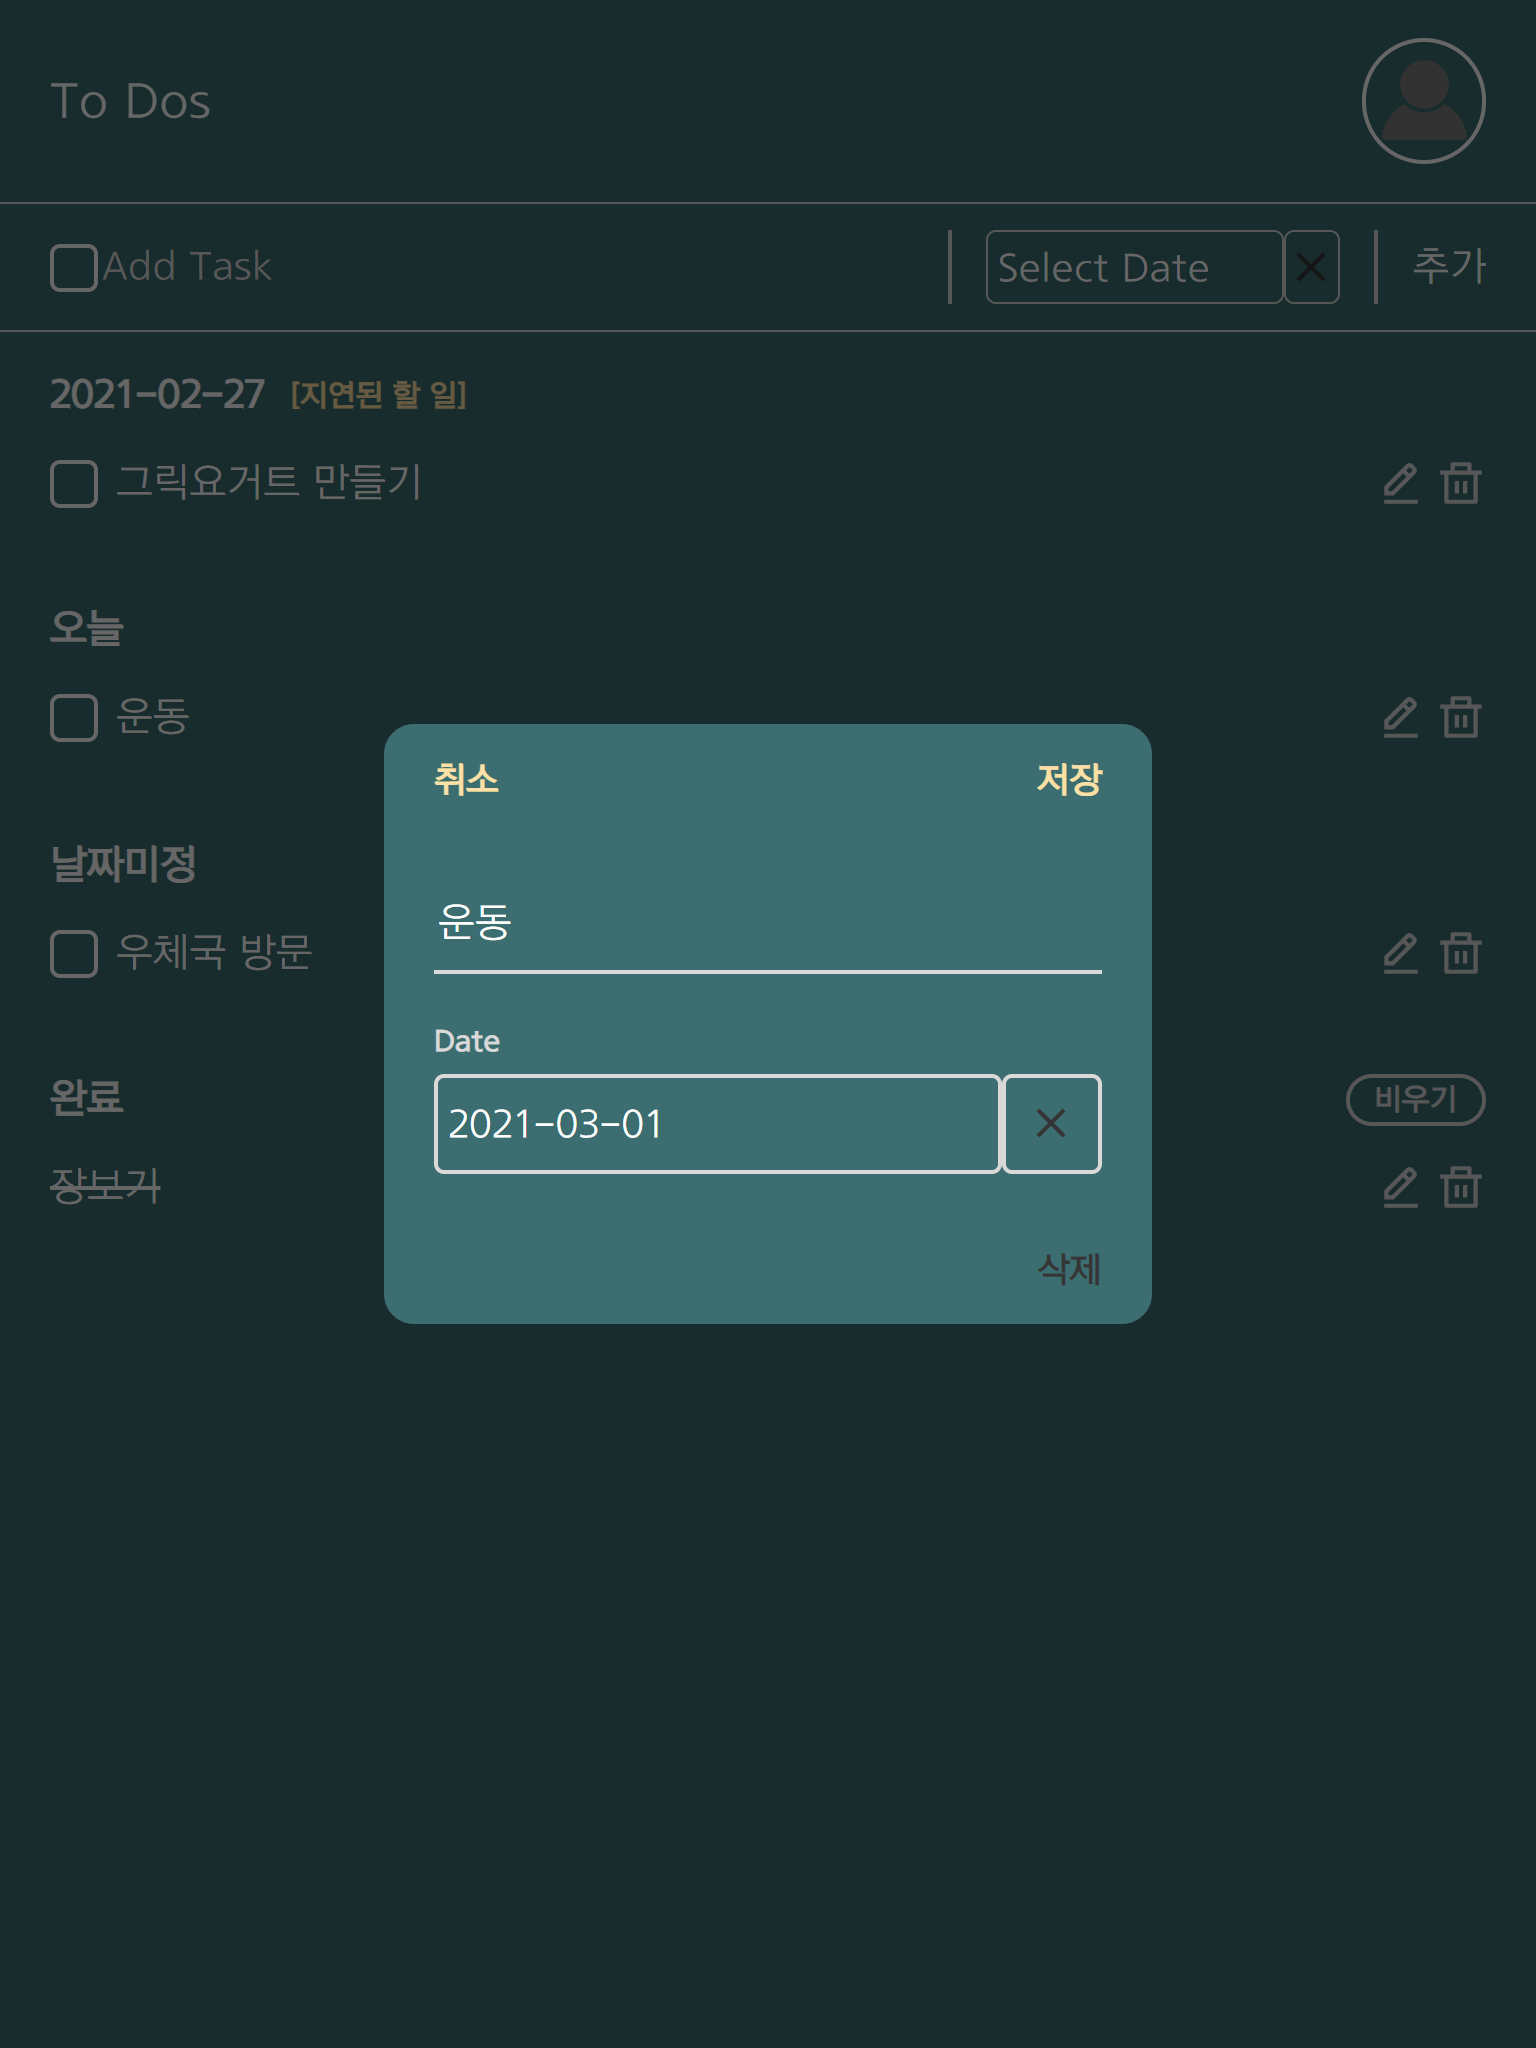 To Dos
Add Task
Select Date
추가
2021-02-27 [지연된 할 일]
그릭요거트 만들기
오늘
운동
날짜미정
우체국 방문
완료
비우기
장보기
취소
저장
운동
Date
2021-03-01
삭제